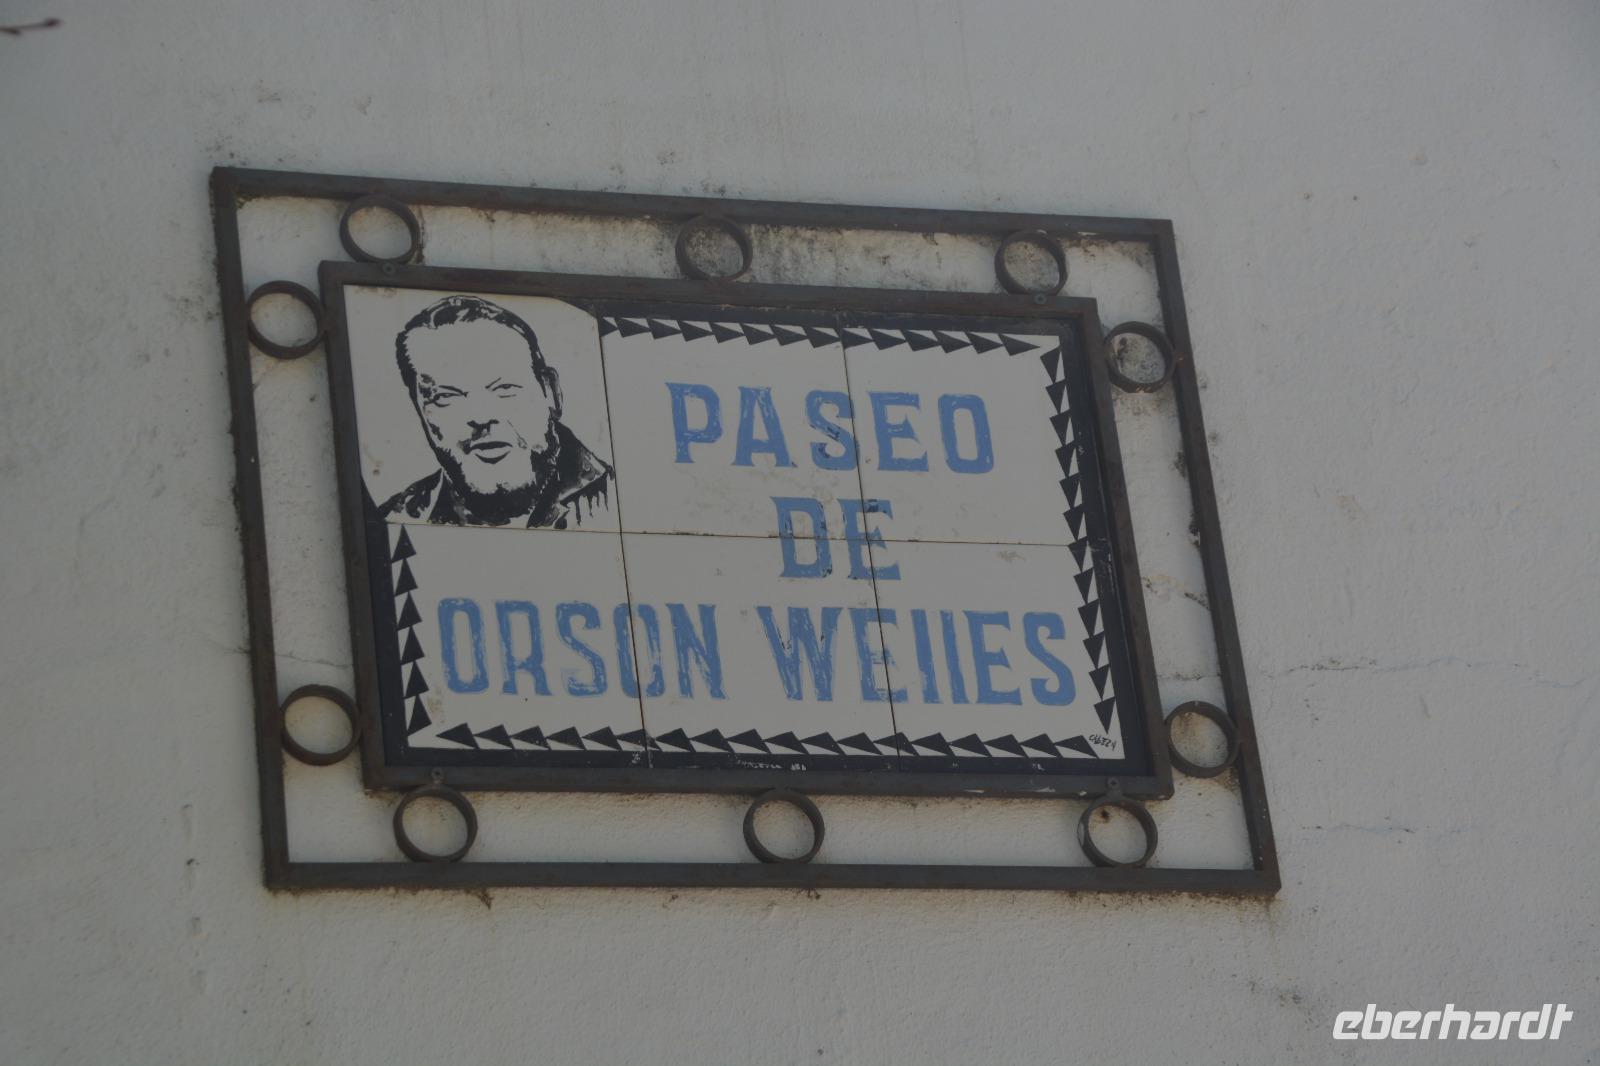 PASEO
DE
ORSON WEllES
eberhardt